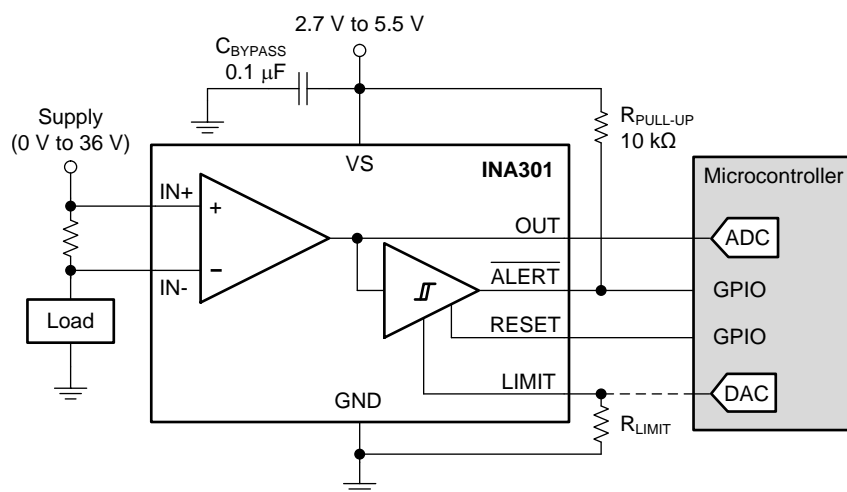 2.7 V to 5.5 V
CBYPASS
0.1 µF
RPULL-UP
10 kΩ
Supply
(0 V to 36 V)
VS
INA301
Microcontroller
IN+
+
OUT
ADC
-
IN-
ALERT
GPIO
Load
RESET
GPIO
LIMIT
DAC
GND
RLIMIT